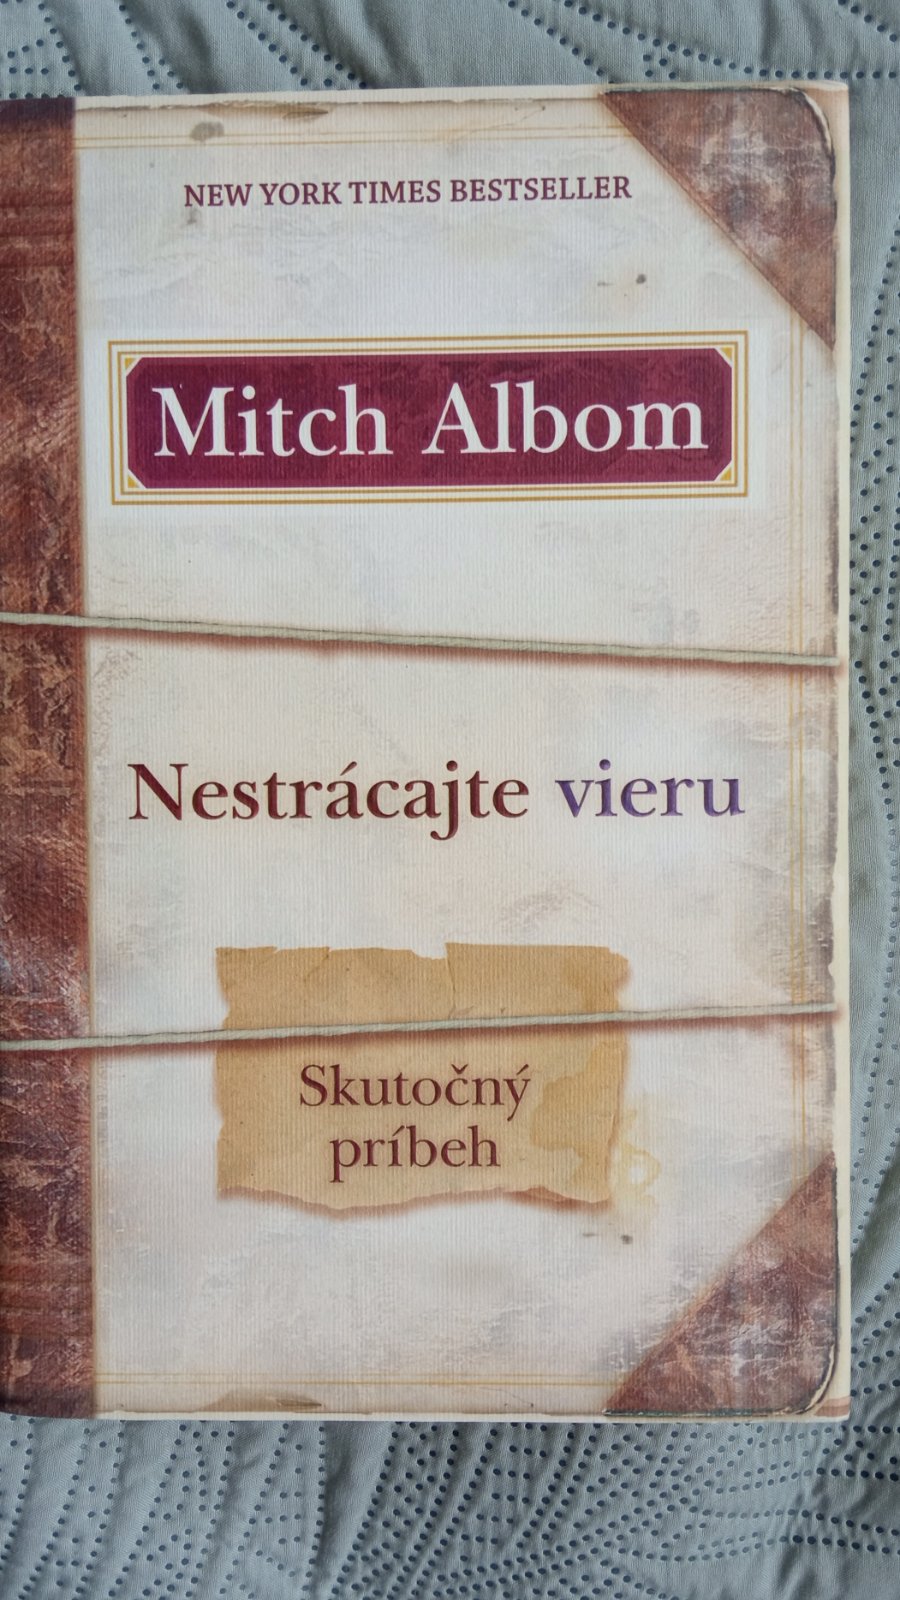 NEW YORK TIMES BESTSELLER
Mitch Albom
Nestrácajte vieru
Skutočný
príbeh